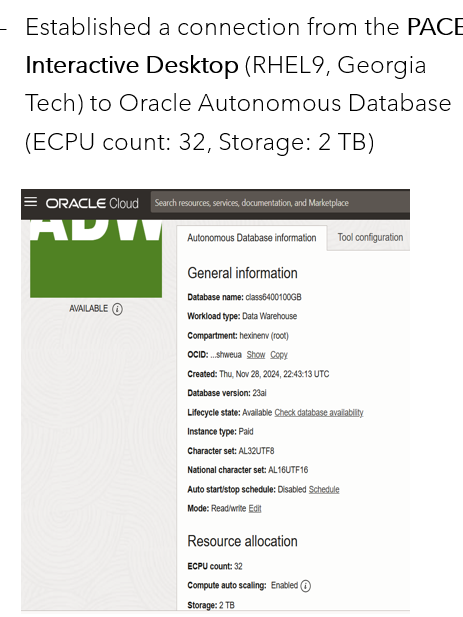 – Established a connection from the PACE
Interactive Desktop (RHEL9, Georgia
Tech) to Oracle Autonomous Database
(ECPU count: 32, Storage: 2 TB)
ORACLE Cloud Search resources, services, documentation, and Marketplace
ADW
AVAILABLE i
Autonomous Database information Tool configuration
General information
Database name: class6400100GB
Workload type: Data Warehouse
Compartment: hexinenv (root)
OCID: ...shweua Show Copy
Created: Thu, Nov 28, 2024, 22:43:13 UTC
Database version: 23ai
Lifecycle state: Available Check database availability
Instance type: Paid
Character set: AL32UTF8
National character set: AL16UTF16
Auto start/stop schedule: Disabled Schedule
Mode: Read/write Edit
Resource allocation
ECPU count: 32
Compute auto scaling: Enabled i
Storage: 2 TB